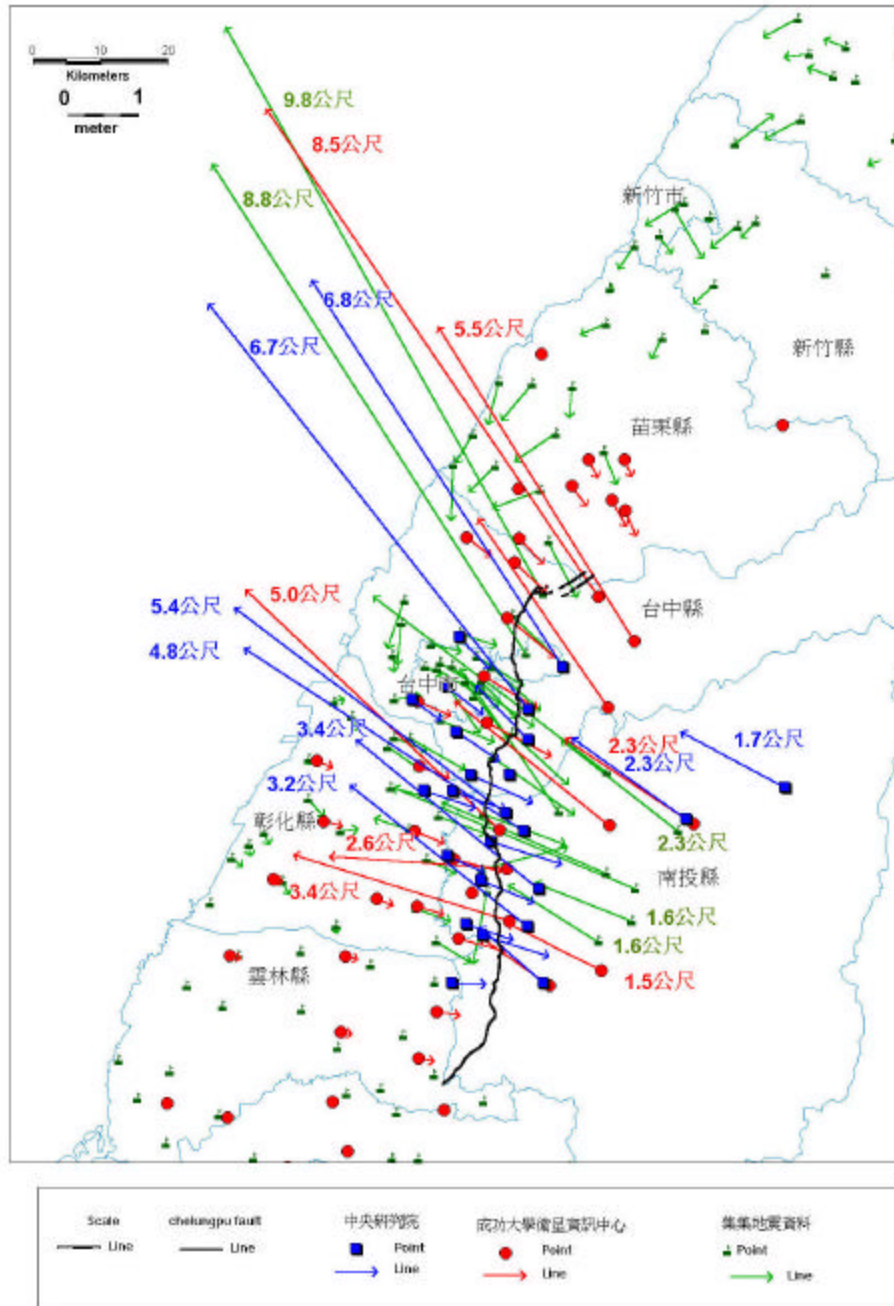 0 10 20
Kilometers
0 1
meter
9.8公尺
8.5公尺
8.8公尺
新竹市
6.8公尺
5.5公尺
6.7公尺
新竹縣
苗栗縣
5.0公尺
台中縣
5.4公尺
4.8公尺
台中市
3.4公尺
2.3公尺
1.7公尺
2.3公尺
3.2公尺
彰化縣
2.6公尺
2.3公尺
南投縣
3.4公尺
1.6公尺
1.6公尺
雲林縣
1.5公尺
Scale
Line
chelungpu fault
Line
中央研究院
Point
Line
成功大學衛星資訊中心
Point
Line
集集地震資料
Point
Line